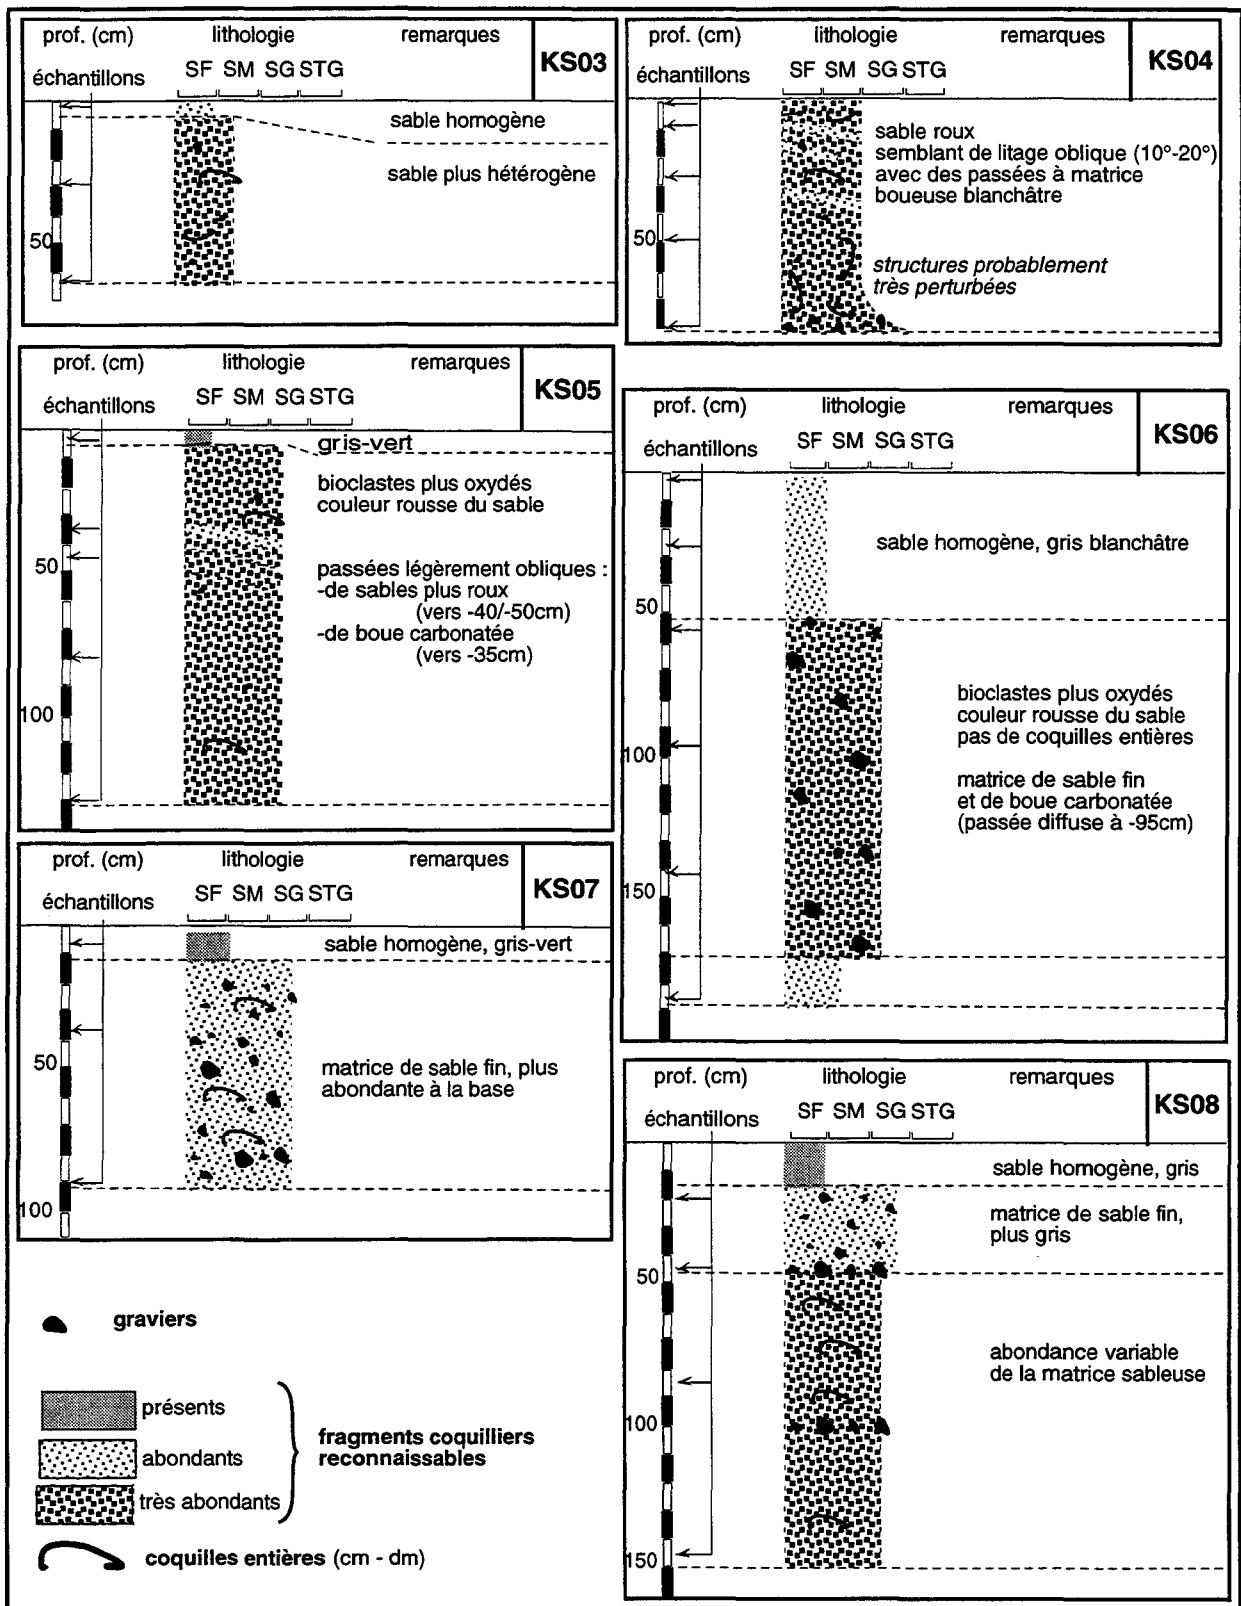 prof. (cm) lithologie remarques KS03
échantillons SF SM SG STG
sable homogène
sable plus hétérogène
50
prof. (cm) lithologie remarques KS04
échantillons SF SM SG STG
sable roux
semblant de litage oblique (10°-20°)
avec des passées à matrice
boueuse blanchâtre
50
structures probablement
très perturbées
prof. (cm) lithologie remarques KS05
échantillons SF SM SG STG
gris-vert
bioclastes plus oxydés
couleur rousse du sable
50
passées légèrement obliques :
-de sables plus roux
(vers -40/-50cm)
-de boue carbonatée
(vers -35cm)
100
prof. (cm) lithologie remarques KS06
échantillons SF SM SG STG
sable homogène, gris blanchâtre
50
bioclastes plus oxydés
couleur rousse du sable
pas de coquilles entières
100
matrice de sable fin
et de boue carbonatée
(passée diffuse à -95cm)
150
prof. (cm) lithologie remarques KS07
échantillons SF SM SG STG
sable homogène, gris-vert
50
matrice de sable fin, plus
abondante à la base
100
prof. (cm) lithologie remarques KS08
échantillons SF SM SG STG
sable homogène, gris
matrice de sable fin,
plus gris
50
abondance variable
de la matrice sableuse
100
150
graviers
présents
abondants
très abondants
fragments coquilliers
reconnaissables
coquilles entières (cm - dm)